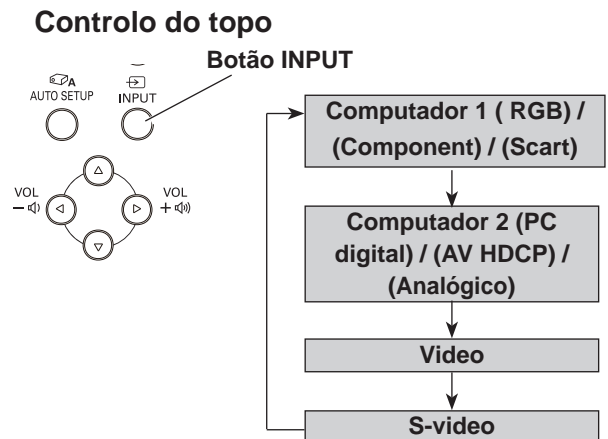 Controlo do topo
Botão INPUT
A
AUTO SETUP
INPUT
VOL
–
VOL
+
Computador 1 ( RGB) /
(Component) / (Scart)
Computador 2 (PC
digital) / (AV HDCP) /
(Analógico)
Video
S-video